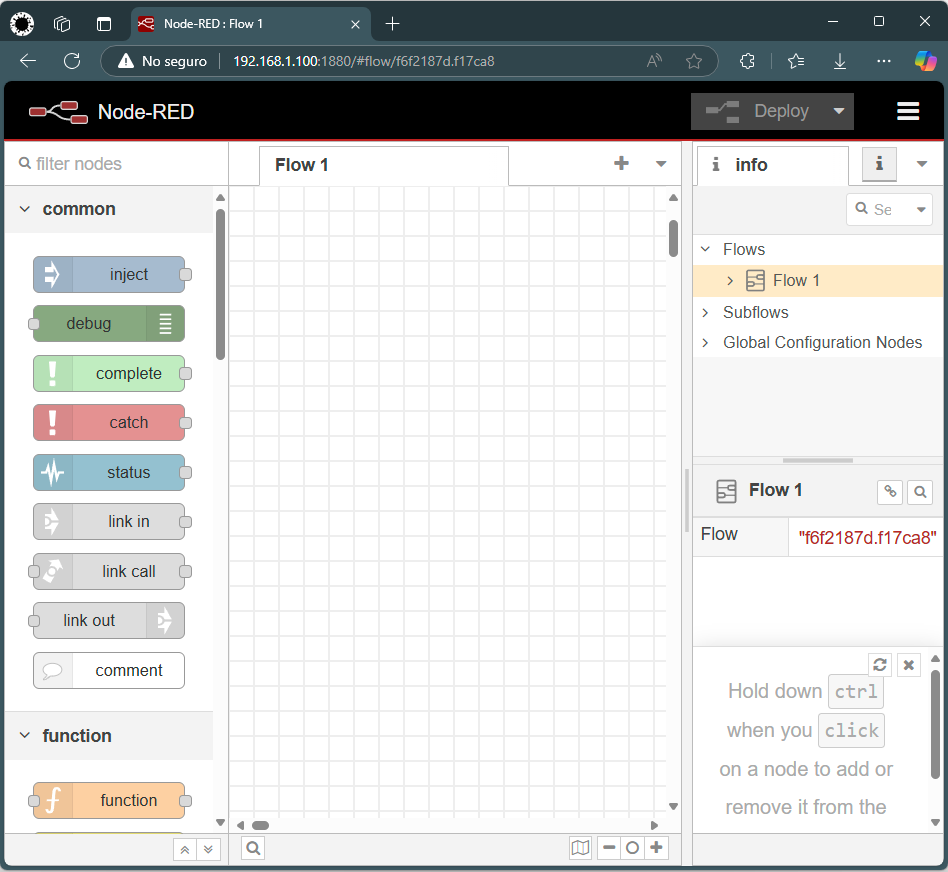 Node-RED : Flow 1
No seguro
192.168.1.100:1880/#flow/f6f2187d.f17ca8
Node-RED
Deploy
filter nodes
Flow 1
info
common
inject
debug
complete
catch
status
link in
link call
link out
comment
function
function
Se
Flows
Flow 1
Subflows
Global Configuration Nodes
Flow 1
Flow
"f6f2187d.f17ca8"
Hold down ctrl
when you click
on a node to add or
remove it from the